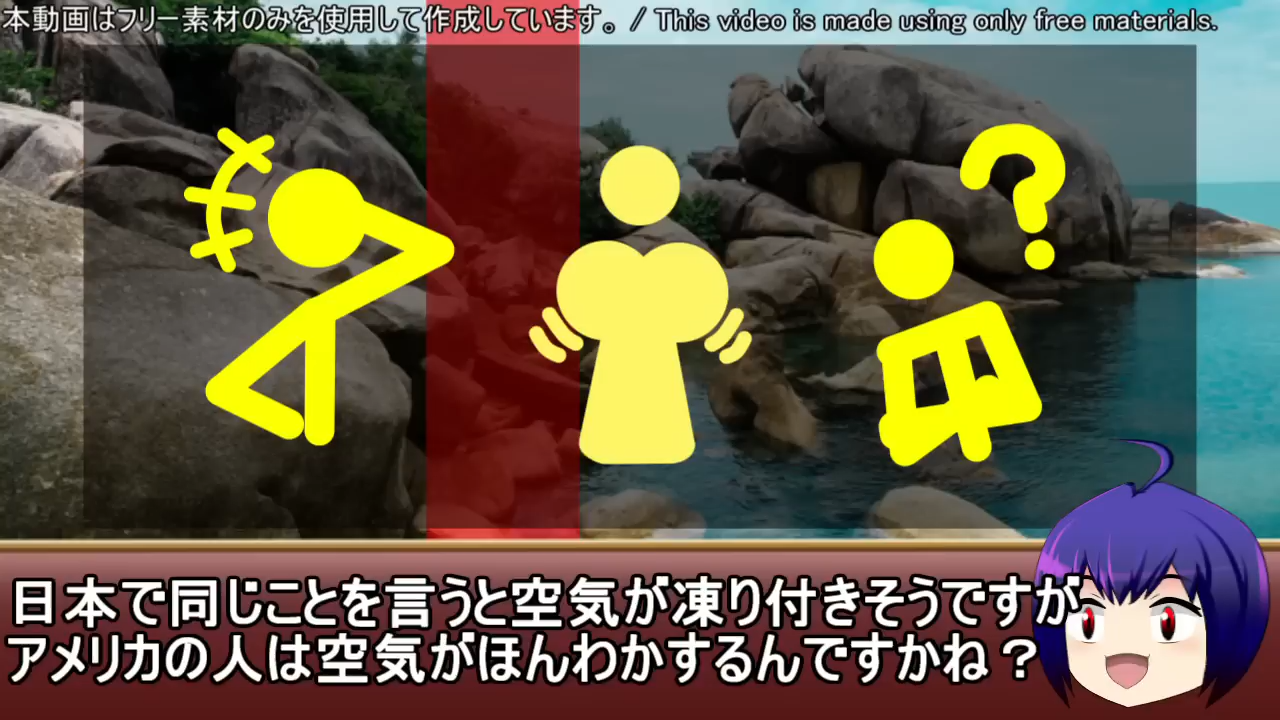 本動画はフリー素材のみを使用して作成しています。 / This video is made using only free materials.
日本で同じことを言うと空気が凍り付きそうですが
アメリカの人は空気がほんわかするんですかね？